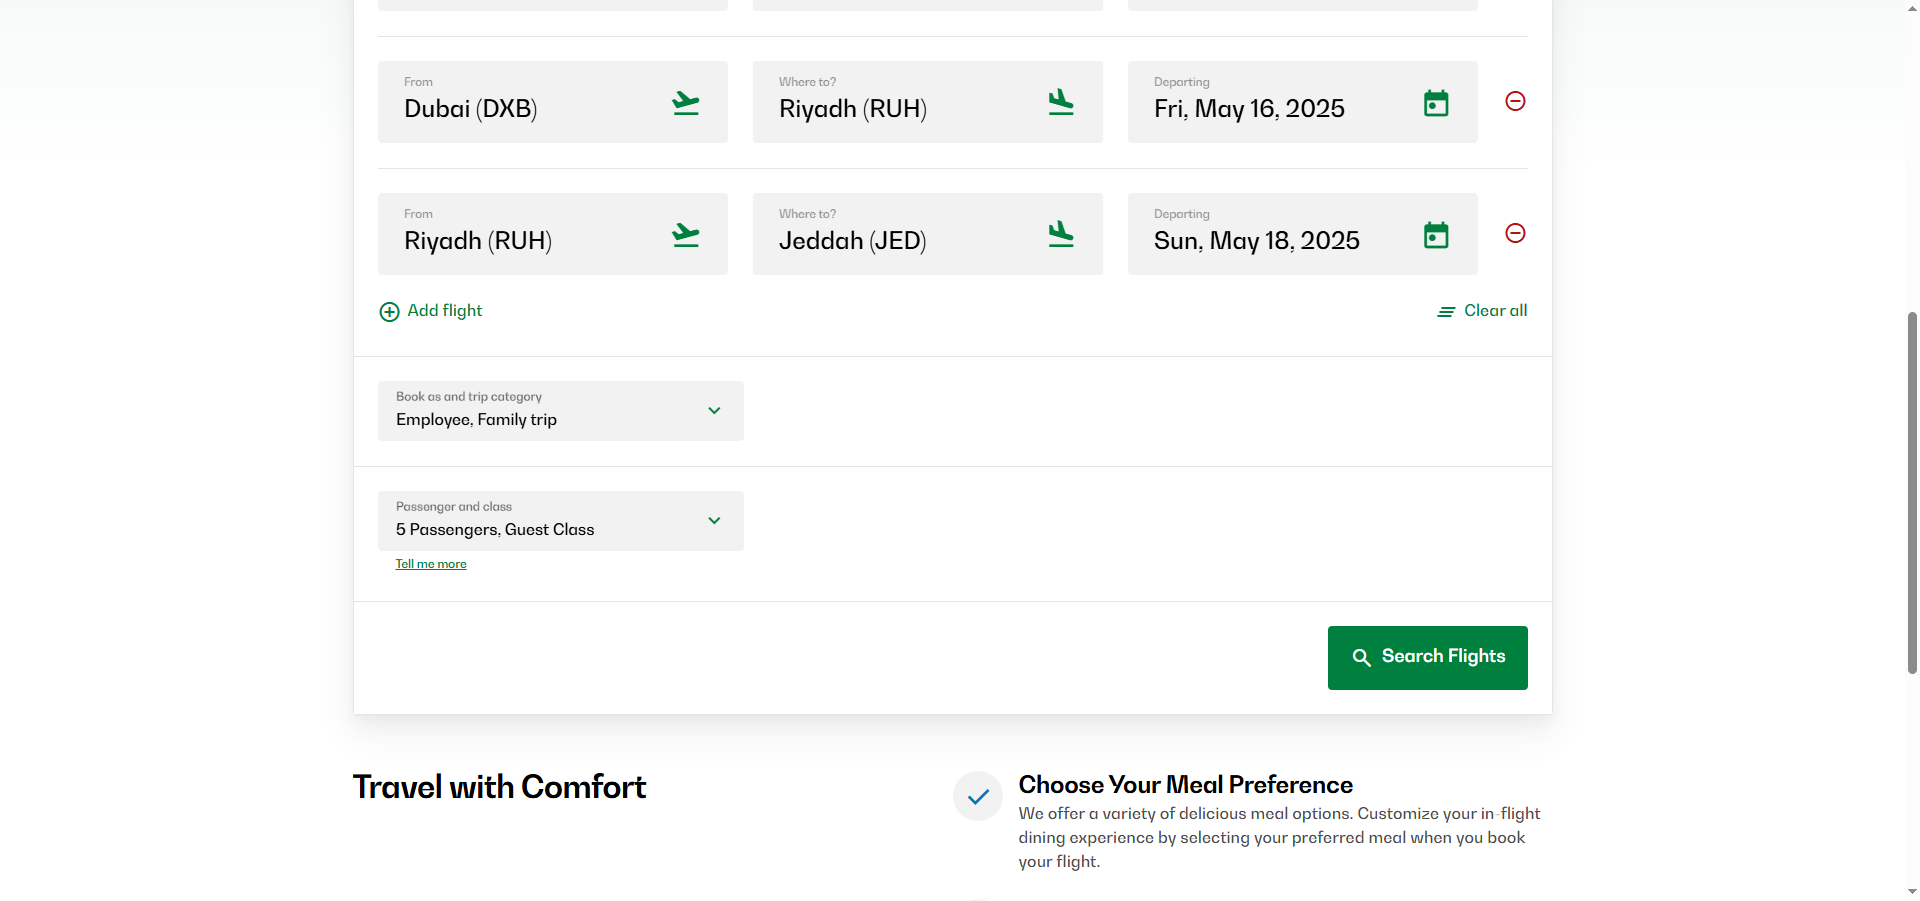 From
Dubai (DXB)
Where to?
Riyadh (RUH)
Departing
Fri, May 16, 2025
From
Riyadh (RUH)
Where to?
Jeddah (JED)
Departing
Sun, May 18, 2025
Add flight
Clear all
Book as and trip category
Employee, Family trip
Passenger and class
5 Passengers, Guest Class
Tell me more
Search Flights
Travel with Comfort
Choose Your Meal Preference
We offer a variety of delicious meal options. Customize your in-flight
dining experience by selecting your preferred meal when you book
your flight.